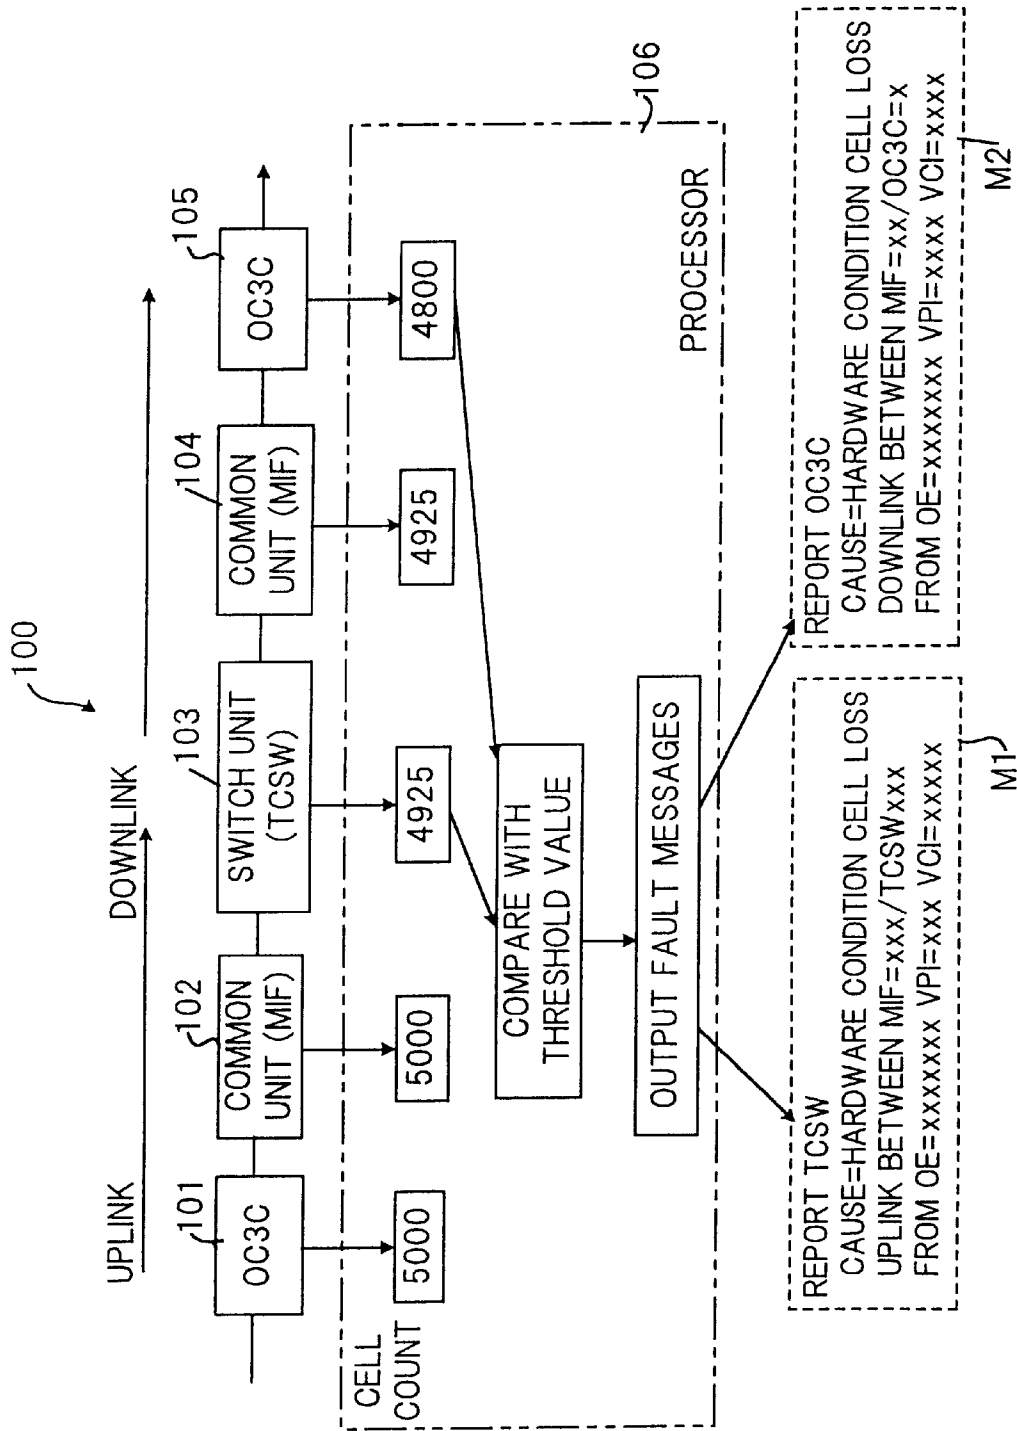 100
UPLINK
DOWNLINK
101
102
103
104
105
OC3C
COMMON
UNIT (MIF)
SWITCH UNIT
(TCSW)
COMMON
UNIT (MIF)
OC3C
106
CELL
COUNT
5000
5000
4925
4925
4800
COMPARE WITH
THRESHOLD VALUE
OUTPUT FAULT MESSAGES
PROCESSOR
REPORT TCSW
CAUSE=HARDWARE CONDITION CELL LOSS
UPLINK BETWEEN MIF=xxx/TCSWxxx
FROM OE=xxxxxxx VPI=xxx VCI=xxxxx
M1
REPORT OC3C
CAUSE=HARDWARE CONDITION CELL LOSS
DOWNLINK BETWEEN MIF=xx/OC3C=x
FROM OE=xxxxxxx VPI=xxxx VCI=xxxx
M2